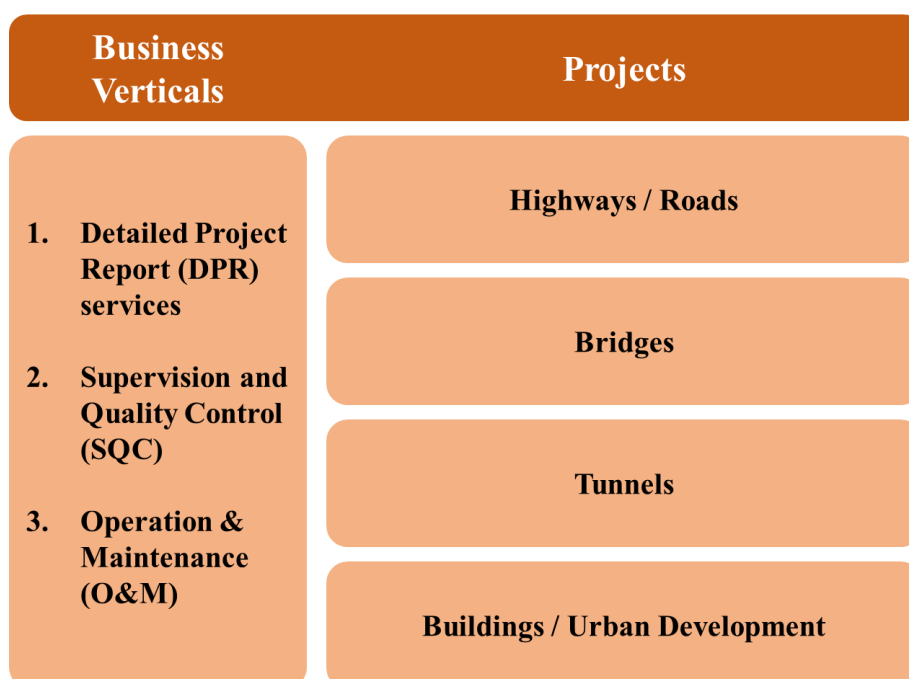 Business
Verticals
Projects
1. Detailed Project
Report (DPR)
services
2. Supervision and
Quality Control
(SQC)
3. Operation &
Maintenance
(O&M)
Highways / Roads
Bridges
Tunnels
Buildings / Urban Development